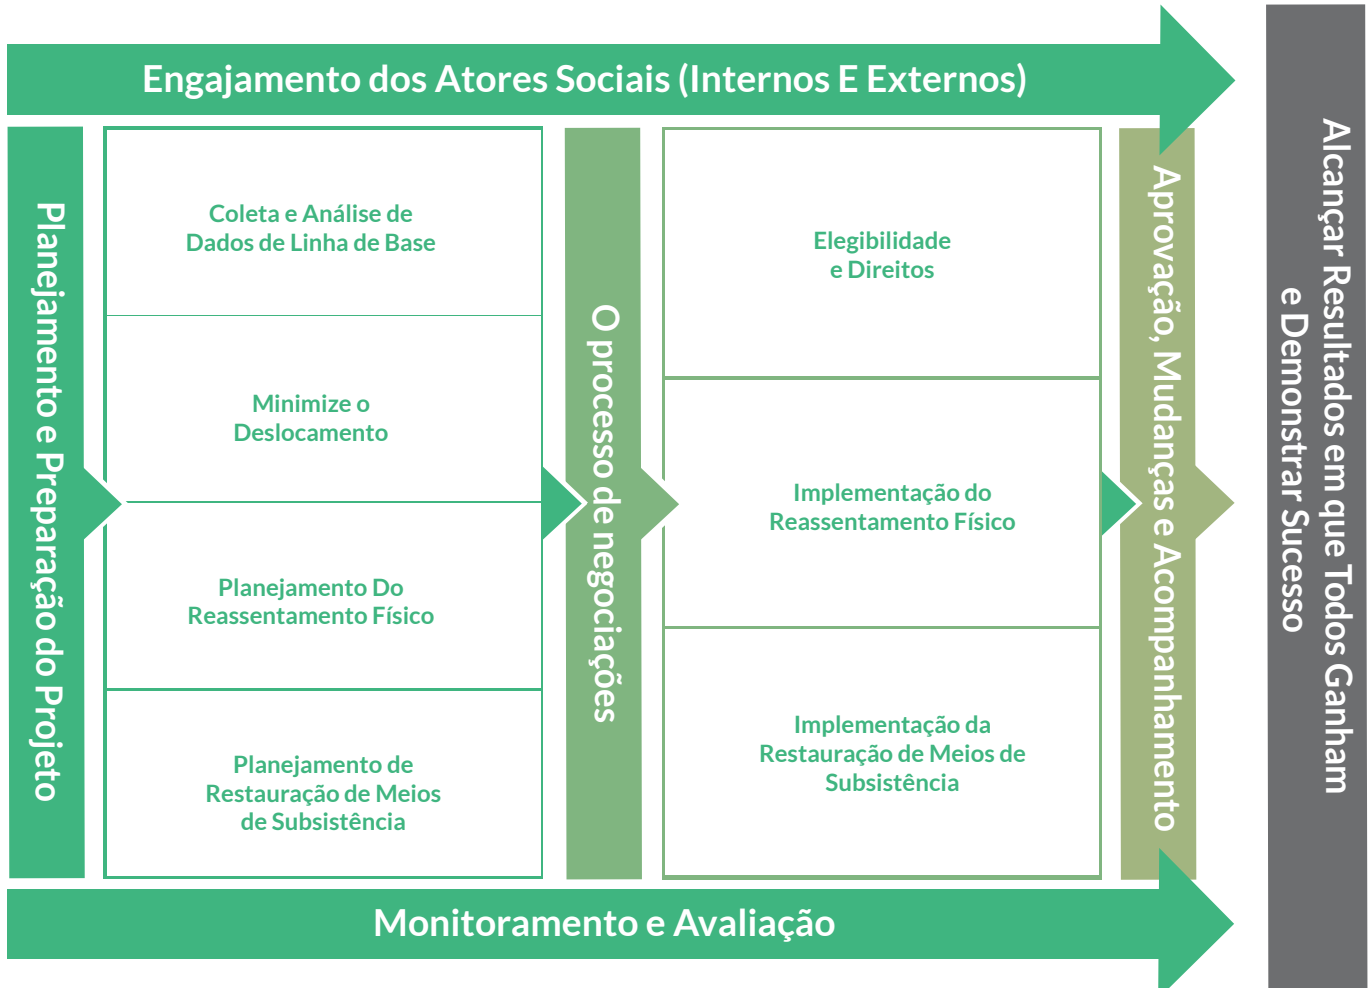 Engajamento dos Atores Sociais (Internos E Externos)
Planejamento e Preparação do Projeto
Coleta e Análise de
Dados de Linha de Base
Minimize o
Deslocamento
Planejamento Do
Reassentamento Físico
Planejamento de
Restauração de Meios
de Subsistência
O processo de negociações
Elegibilidade
e Direitos
Implementação do
Reassentamento Físico
Implementação da
Restauração de Meios de
Subsistência
Aprovação, Mudanças e Acompanhamento
Alcançar Resultados em que Todos Ganham
e Demonstrar Sucesso
Monitoramento e Avaliação